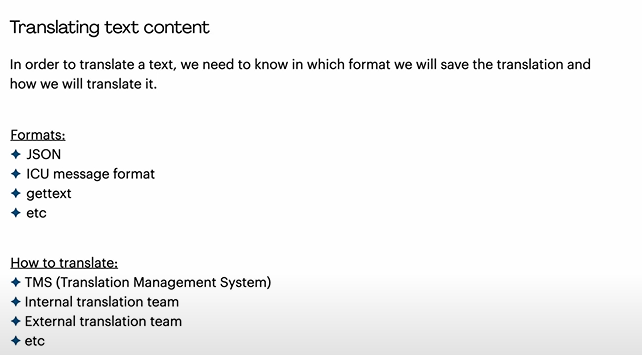 Translating text content
In order to translate a text, we need to know in which format we will save the translation and
how we will translate it.
Formats:
✦ JSON
✦ ICU message format
✦ gettext
✦ etc
How to translate:
✦ TMS (Translation Management System)
✦ Internal translation team
✦ External translation team
✦ etc